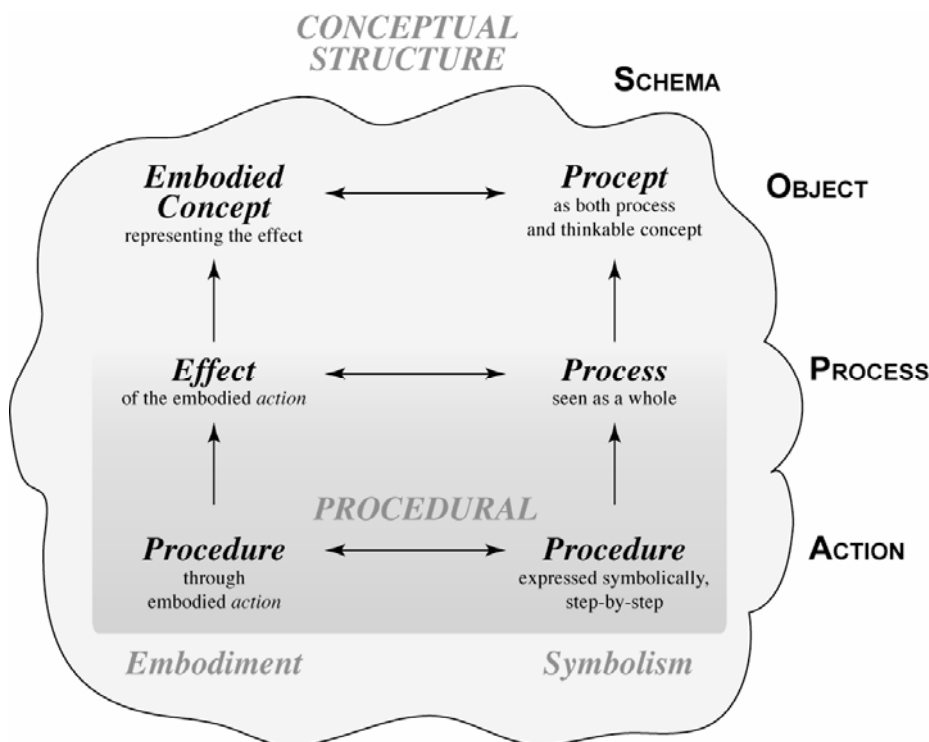 CONCEPTUAL
STRUCTURE
SCHEMA
Embodied
Concept
representing the effect
Procept
as both process
and thinkable concept
OBJECT
Effect
of the embodied action
Process
seen as a whole
PROCESS
PROCEDURAL
Procedure
through
embodied action
Procedure
expressed symbolically,
step-by-step
ACTION
Embodiment
Symbolism